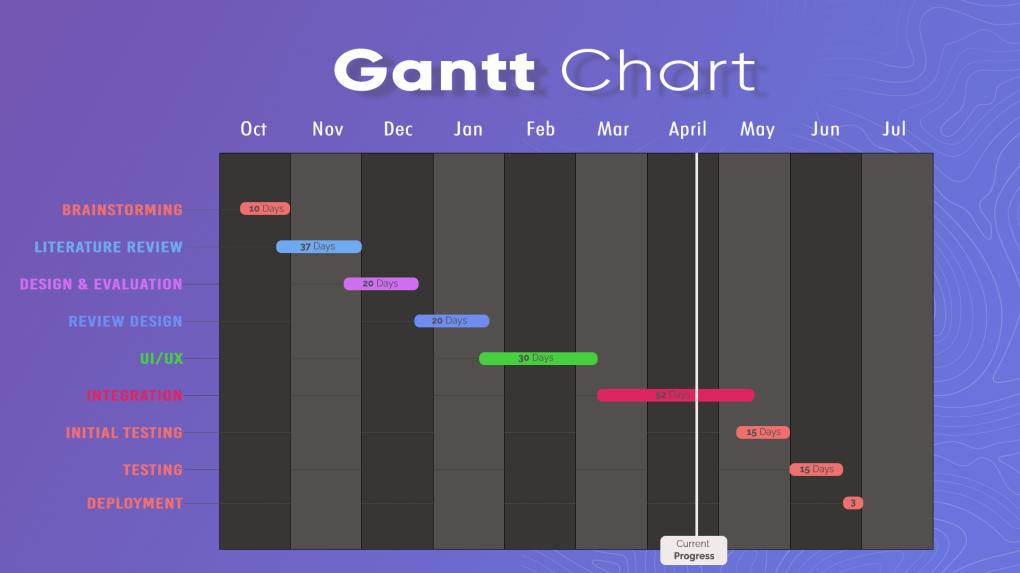 Gantt Chart
Oct Nov Dec Jan Feb Mar April May Jun Jul
BRAINSTORMING 10 Days
LITERATURE REVIEW 37 Days
DESIGN & EVALUATION 20 Days
REVIEW DESIGN 20 Days
UI/UX 30 Days
INTEGRATION 52 Days
INITIAL TESTING 15 Days
TESTING 15 Days
DEPLOYMENT 3
Current
Progress